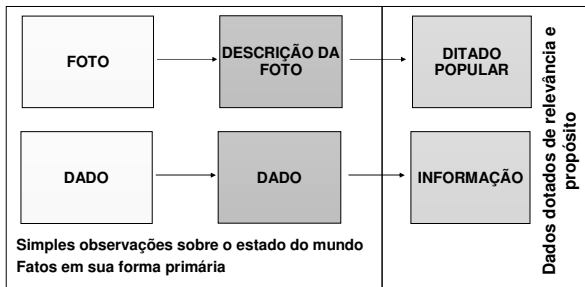 FOTO
DESCRIÇÃO DA
FOTO
DITADO
POPULAR
DADO
DADO
INFORMAÇÃO
Simples observações sobre o estado do mundo
Fatos em sua forma primária
Dados dotados de relevância e
propósito